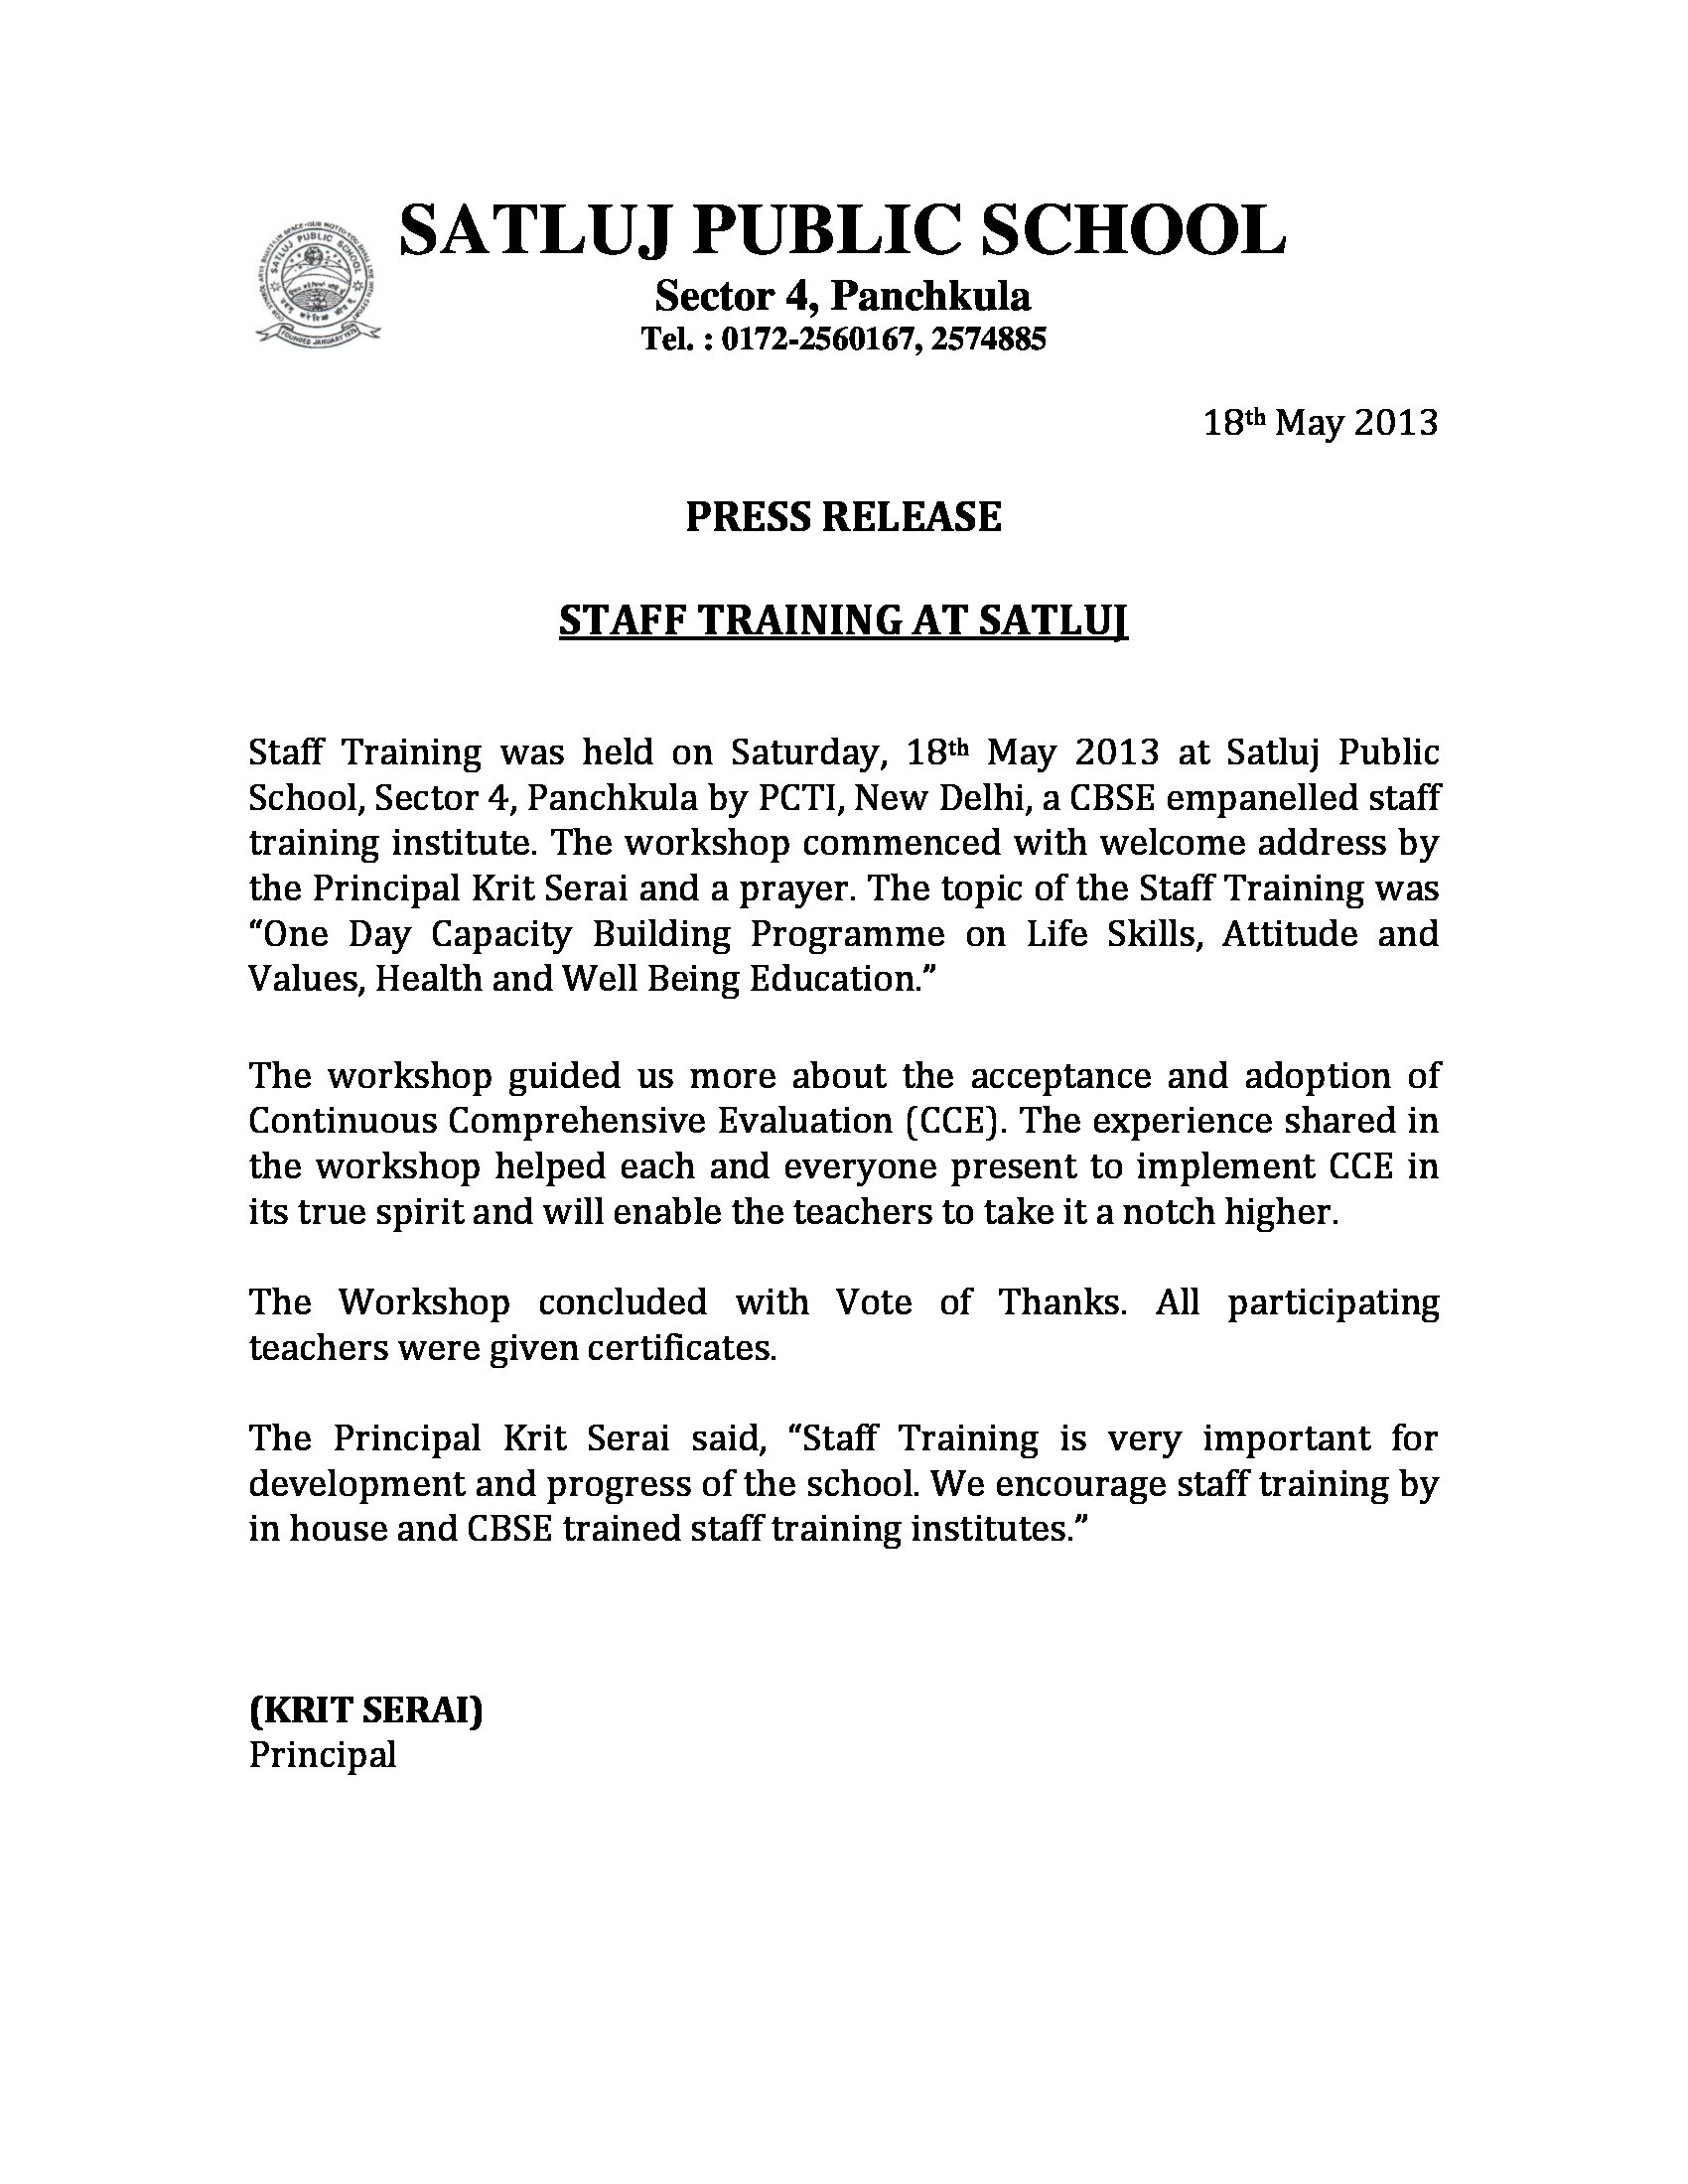 SATLUJ PUBLIC SCHOOL
Sector 4, Panchkula
Tel. : 0172-2560167, 2574885
SATLUJ PUBLIC SCHOOL
FOUNDED JANUARY
18th May 2013
PRESS RELEASE
STAFF TRAINING AT SATLUJ
Staff Training was held on Saturday, 18th May 2013 at Satluj Public
School, Sector 4, Panchkula by PCTI, New Delhi, a CBSE empanelled staff
training institute. The workshop commenced with welcome address by
the Principal Krit Serai and a prayer. The topic of the Staff Training was
“One Day Capacity Building Programme on Life Skills, Attitude and
Values, Health and Well Being Education.”
The workshop guided us more about the acceptance and adoption of
Continuous Comprehensive Evaluation (CCE). The experience shared in
the workshop helped each and everyone present to implement CCE in
its true spirit and will enable the teachers to take it a notch higher.
The Workshop concluded with Vote of Thanks. All participating
teachers were given certificates.
The Principal Krit Serai said, “Staff Training is very important for
development and progress of the school. We encourage staff training by
in house and CBSE trained staff training institutes.”
(KRIT SERAI)
Principal